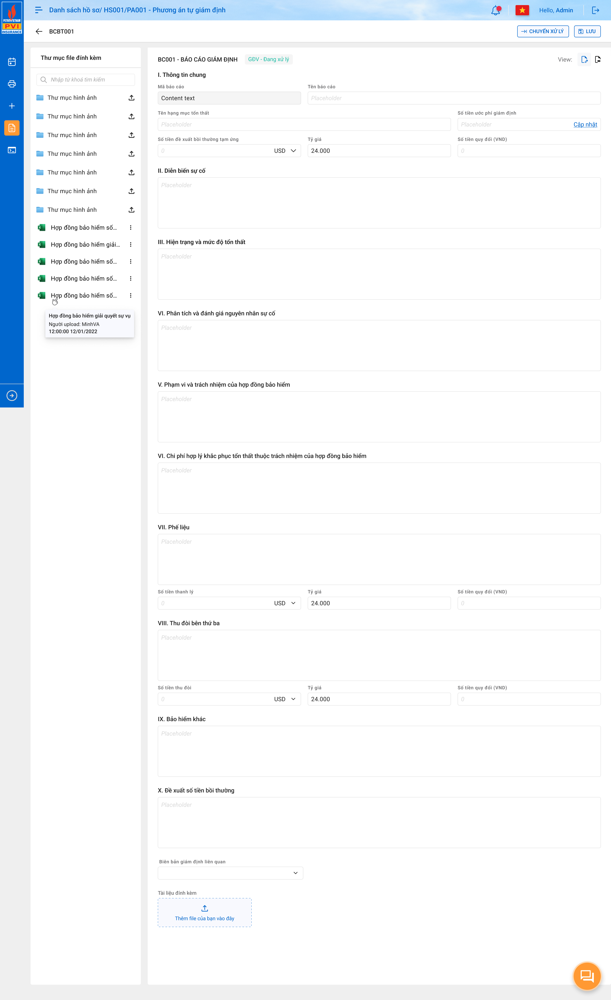 PETROVIETNAM
PVI
INSURANCE
Danh sách hồ sơ/ HS001/PA001 - Phương án tự giám định
Hello, Admin
BCBT001
CHUYỂN XỬ LÝ
LƯU
Thư mục file đính kèm
Nhập từ khoá tìm kiếm
Thư mục hình ảnh
Thư mục hình ảnh
Thư mục hình ảnh
Thư mục hình ảnh
Thư mục hình ảnh
Thư mục hình ảnh
Thư mục hình ảnh
Hợp đồng bảo hiểm số...
Hợp đồng bảo hiểm giải...
Hợp đồng bảo hiểm số...
Hợp đồng bảo hiểm số...
Hợp đồng bảo hiểm số...
Hợp đồng bảo hiểm giải quyết sự vụ
Người upload: MinhVA
12:00:00 12/01/2022
BC001 - BÁO CÁO GIÁM ĐỊNH
GĐV - Đang xử lý
View:
I. Thông tin chung
Mã báo cáo
Tên báo cáo
Content text
Placeholder
Tên hạng mục tổn thất
Số tiền ước phí giám định
Placeholder
Placeholder
Cập nhật
Số tiền đề xuất bồi thường tạm ứng
Tỷ giá
Số tiền quy đổi (VND)
0
USD
24.000
0
II. Diễn biến sự cố
Placeholder
III. Hiện trạng và mức độ tổn thất
Placeholder
VI. Phân tích và đánh giá nguyên nhân sự cố
Placeholder
V. Phạm vi và trách nhiệm của hợp đồng bảo hiểm
Placeholder
VI. Chi phí hợp lý khắc phục tổn thất thuộc trách nhiệm của hợp đồng bảo hiểm
Placeholder
VII. Phế liệu
Placeholder
Số tiền thanh lý
Tỷ giá
Số tiền quy đổi (VND)
0
USD
24.000
0
VIII. Thu đòi bên thứ ba
Placeholder
Số tiền thu đòi
Tỷ giá
Số tiền quy đổi (VND)
0
USD
24.000
0
IX. Bảo hiểm khác
Placeholder
X. Đề xuất số tiền bồi thường
Placeholder
Biên bản giám định liên quan
Tài liệu đính kèm
Thêm file của bạn vào đây